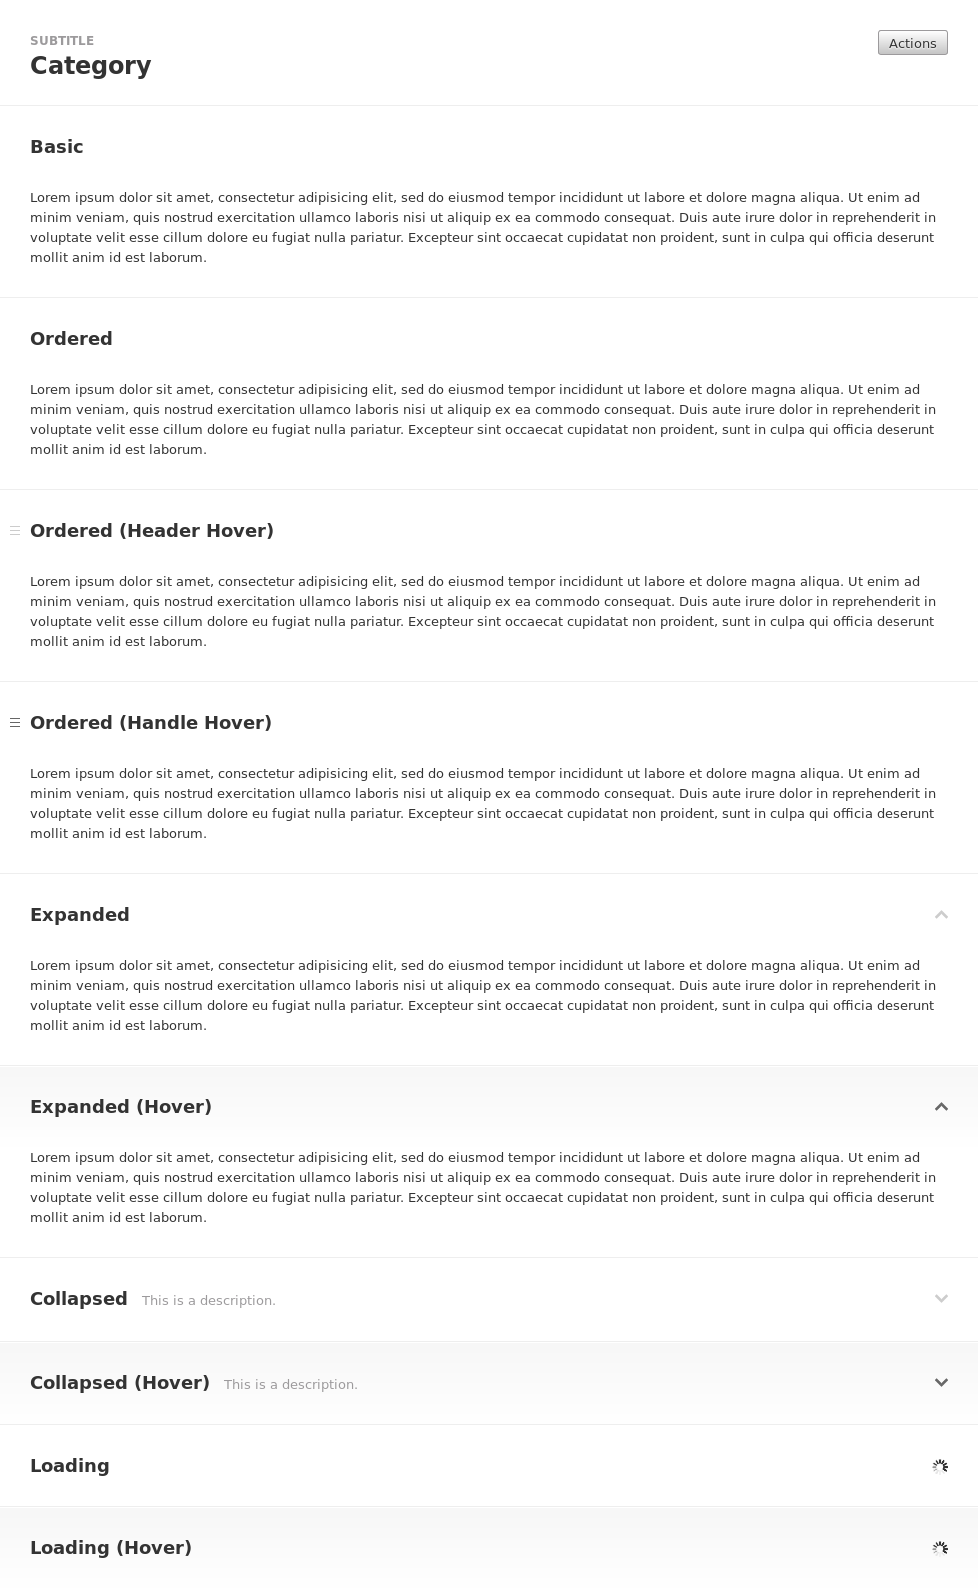 SUBTITLE
Category
Actions
Basic
Lorem ipsum dolor sit amet, consectetur adipisicing elit, sed do eiusmod tempor incididunt ut labore et dolore magna aliqua. Ut enim ad
minim veniam, quis nostrud exercitation ullamco laboris nisi ut aliquip ex ea commodo consequat. Duis aute irure dolor in reprehenderit in
voluptate velit esse cillum dolore eu fugiat nulla pariatur. Excepteur sint occaecat cupidatat non proident, sunt in culpa qui officia deserunt
mollit anim id est laborum.
Ordered
Lorem ipsum dolor sit amet, consectetur adipisicing elit, sed do eiusmod tempor incididunt ut labore et dolore magna aliqua. Ut enim ad
minim veniam, quis nostrud exercitation ullamco laboris nisi ut aliquip ex ea commodo consequat. Duis aute irure dolor in reprehenderit in
voluptate velit esse cillum dolore eu fugiat nulla pariatur. Excepteur sint occaecat cupidatat non proident, sunt in culpa qui officia deserunt
mollit anim id est laborum.
Ordered (Header Hover)
Lorem ipsum dolor sit amet, consectetur adipisicing elit, sed do eiusmod tempor incididunt ut labore et dolore magna aliqua. Ut enim ad
minim veniam, quis nostrud exercitation ullamco laboris nisi ut aliquip ex ea commodo consequat. Duis aute irure dolor in reprehenderit in
voluptate velit esse cillum dolore eu fugiat nulla pariatur. Excepteur sint occaecat cupidatat non proident, sunt in culpa qui officia deserunt
mollit anim id est laborum.
Ordered (Handle Hover)
Lorem ipsum dolor sit amet, consectetur adipisicing elit, sed do eiusmod tempor incididunt ut labore et dolore magna aliqua. Ut enim ad
minim veniam, quis nostrud exercitation ullamco laboris nisi ut aliquip ex ea commodo consequat. Duis aute irure dolor in reprehenderit in
voluptate velit esse cillum dolore eu fugiat nulla pariatur. Excepteur sint occaecat cupidatat non proident, sunt in culpa qui officia deserunt
mollit anim id est laborum.
Expanded
Lorem ipsum dolor sit amet, consectetur adipisicing elit, sed do eiusmod tempor incididunt ut labore et dolore magna aliqua. Ut enim ad
minim veniam, quis nostrud exercitation ullamco laboris nisi ut aliquip ex ea commodo consequat. Duis aute irure dolor in reprehenderit in
voluptate velit esse cillum dolore eu fugiat nulla pariatur. Excepteur sint occaecat cupidatat non proident, sunt in culpa qui officia deserunt
mollit anim id est laborum.
Expanded (Hover)
Lorem ipsum dolor sit amet, consectetur adipisicing elit, sed do eiusmod tempor incididunt ut labore et dolore magna aliqua. Ut enim ad
minim veniam, quis nostrud exercitation ullamco laboris nisi ut aliquip ex ea commodo consequat. Duis aute irure dolor in reprehenderit in
voluptate velit esse cillum dolore eu fugiat nulla pariatur. Excepteur sint occaecat cupidatat non proident, sunt in culpa qui officia deserunt
mollit anim id est laborum.
Collapsed This is a description.
Collapsed (Hover) This is a description.
Loading
Loading (Hover)